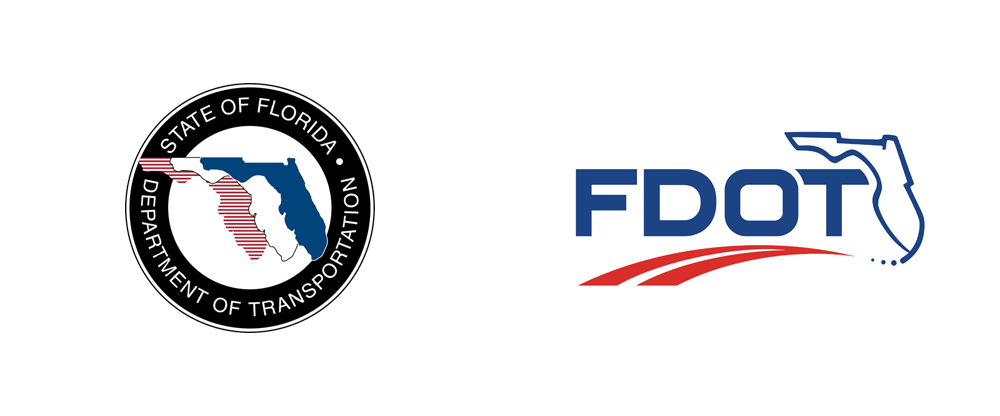 STATE OF FLORIDA •
DEPARTMENT OF TRANSPORTATION
FDOT